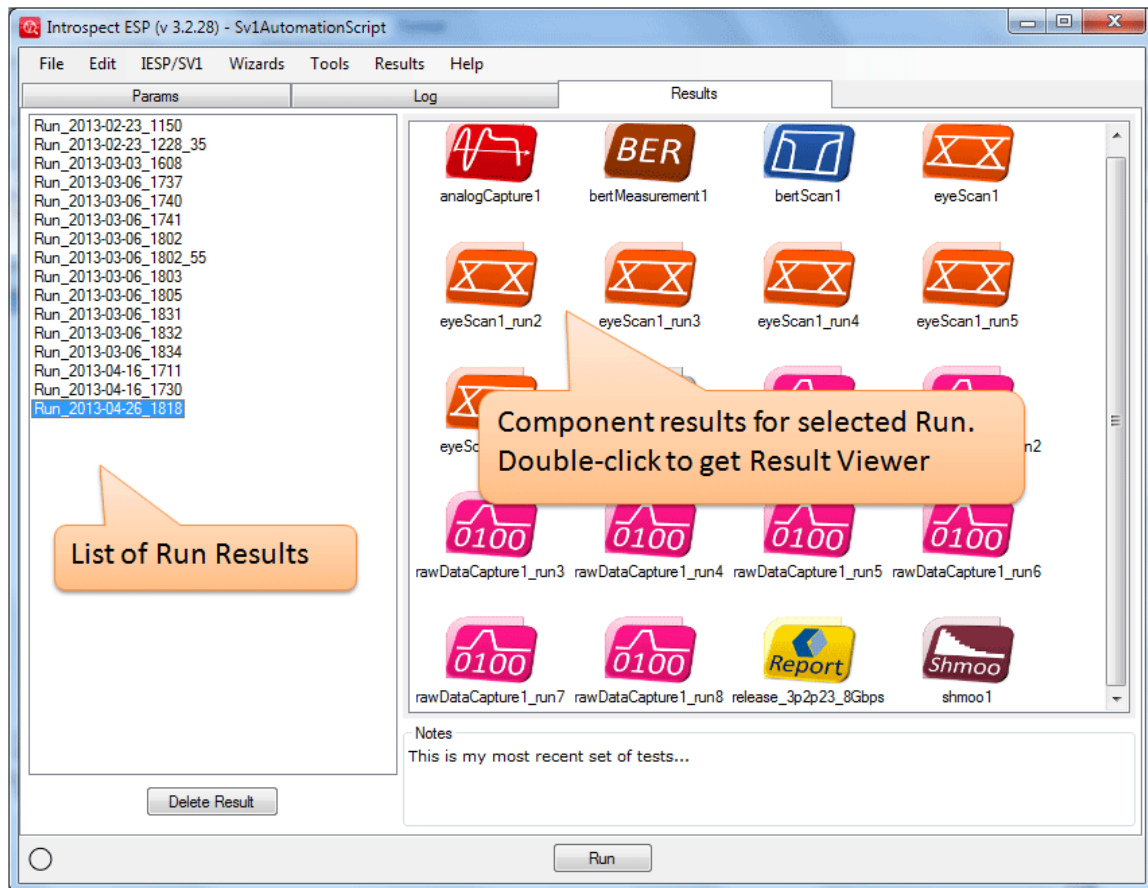 Introspect ESP (v 3.2.28) - Sv1AutomationScript
File Edit IESP/SV1 Wizards Tools Results Help
Params Log Results
Run_2013-02-23_1150
Run_2013-02-23_1228_35
Run_2013-03-03_1608
Run_2013-03-06_1737
Run_2013-03-06_1740
Run_2013-03-06_1741
Run_2013-03-06_1802
Run_2013-03-06_1802_55
Run_2013-03-06_1803
Run_2013-03-06_1805
Run_2013-03-06_1831
Run_2013-03-06_1832
Run_2013-03-06_1834
Run_2013-04-16_1711
Run_2013-04-16_1730
Run_2013-04-26_1818
List of Run Results
Delete Result
BER
analogCapture1 bertMeasurement1 bertScan1 eyeScan1
eyeScan1_run2 eyeScan1_run3 eyeScan1_run4 eyeScan1_run5
Component results for selected Run.
Double-click to get Result Viewer
0100 0100 0100 0100
rawDataCapture1_run3 rawDataCapture1_run4 rawDataCapture1_run5 rawDataCapture1_run6
0100 0100 Report Shmoo
rawDataCapture1_run7 rawDataCapture1_run8 release_3p2p23_8Gbps shmoo1
Notes
This is my most recent set of tests...
Run